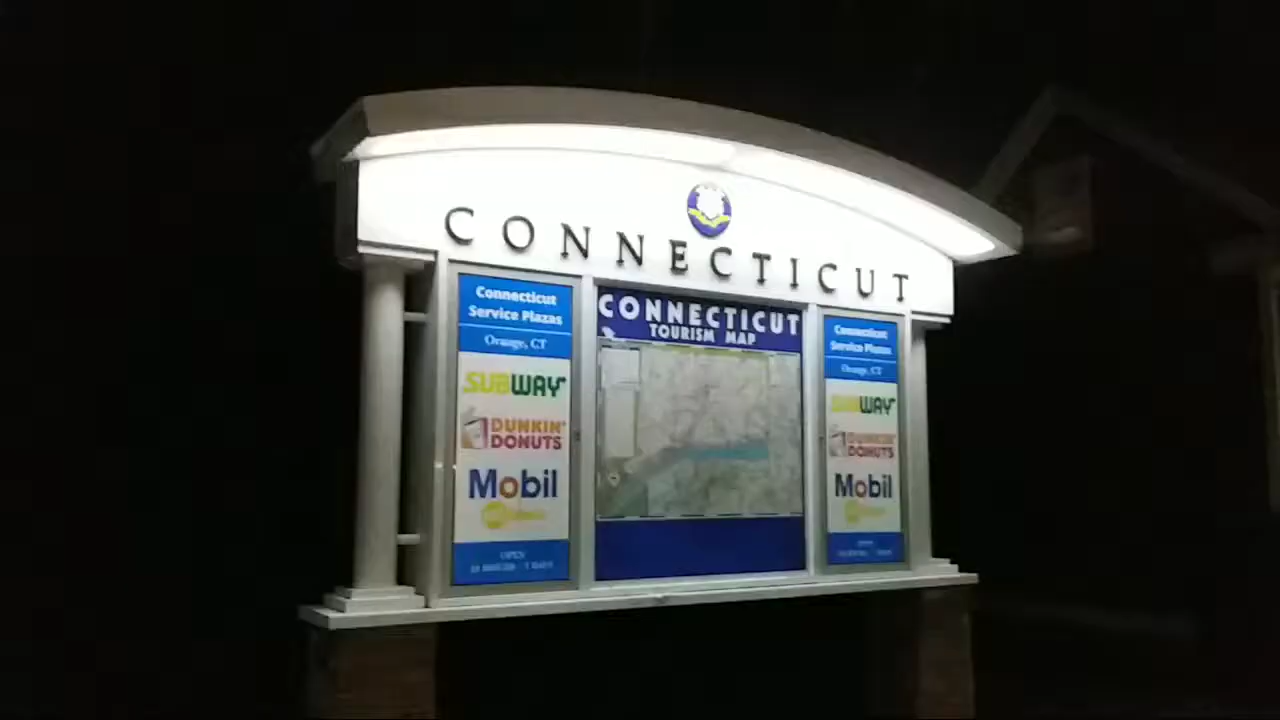 CONNECTICUT
Connecticut
Service Plazas
Orange, CT
SUBWAY
DUNKIN'
DONUTS
Mobil
OPEN
CONNECTICUT
TOURISM MAP
Connecticut
Service Plazas
Orange, CT
SUBWAY
DUNKIN'
DONUTS
Mobil